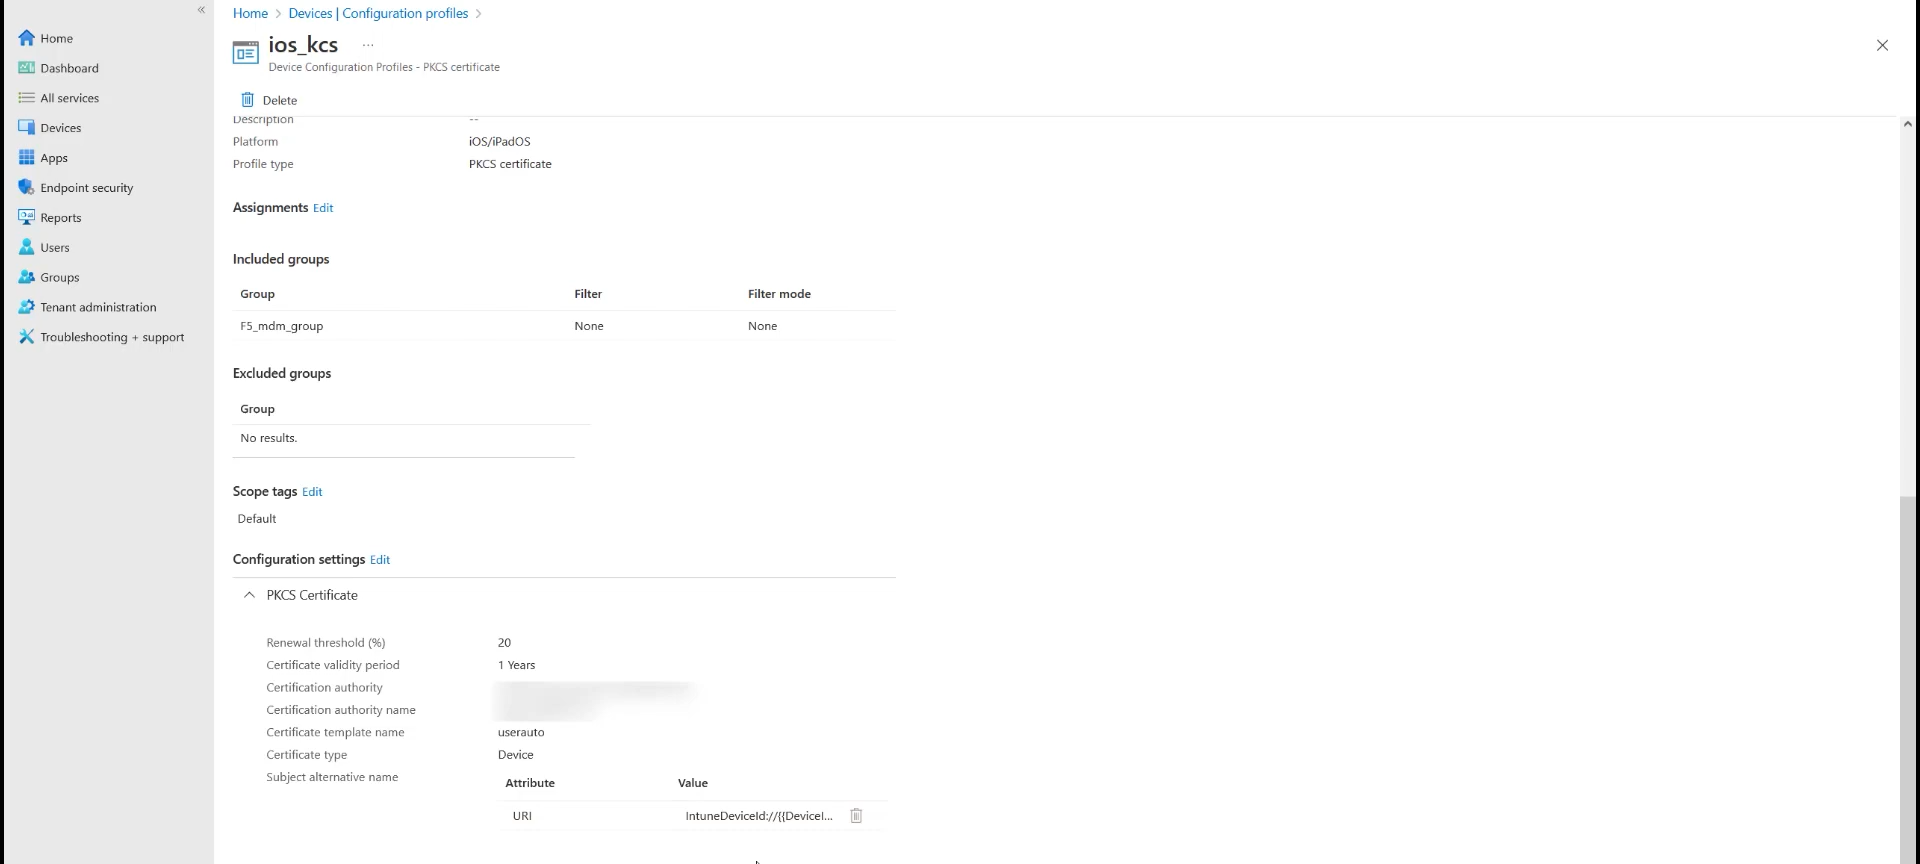 Home > Devices | Configuration profiles >
ios_kcs ...
Device Configuration Profiles - PKCS certificate
Delete
Home
Dashboard
All services
Devices
Apps
Endpoint security
Reports
Users
Groups
Tenant administration
Troubleshooting + support
Description --
Platform iOS/iPadOS
Profile type PKCS certificate
Assignments Edit
Included groups
Group Filter Filter mode
F5_mdm_group None None
Excluded groups
Group
No results.
Scope tags Edit
Default
Configuration settings Edit
PKCS Certificate
Renewal threshold (%) 20
Certificate validity period 1 Years
Certification authority
Certification authority name
Certificate template name userauto
Certificate type Device
Subject alternative name
Attribute Value
URI IntuneDeviceId://{{DeviceI...